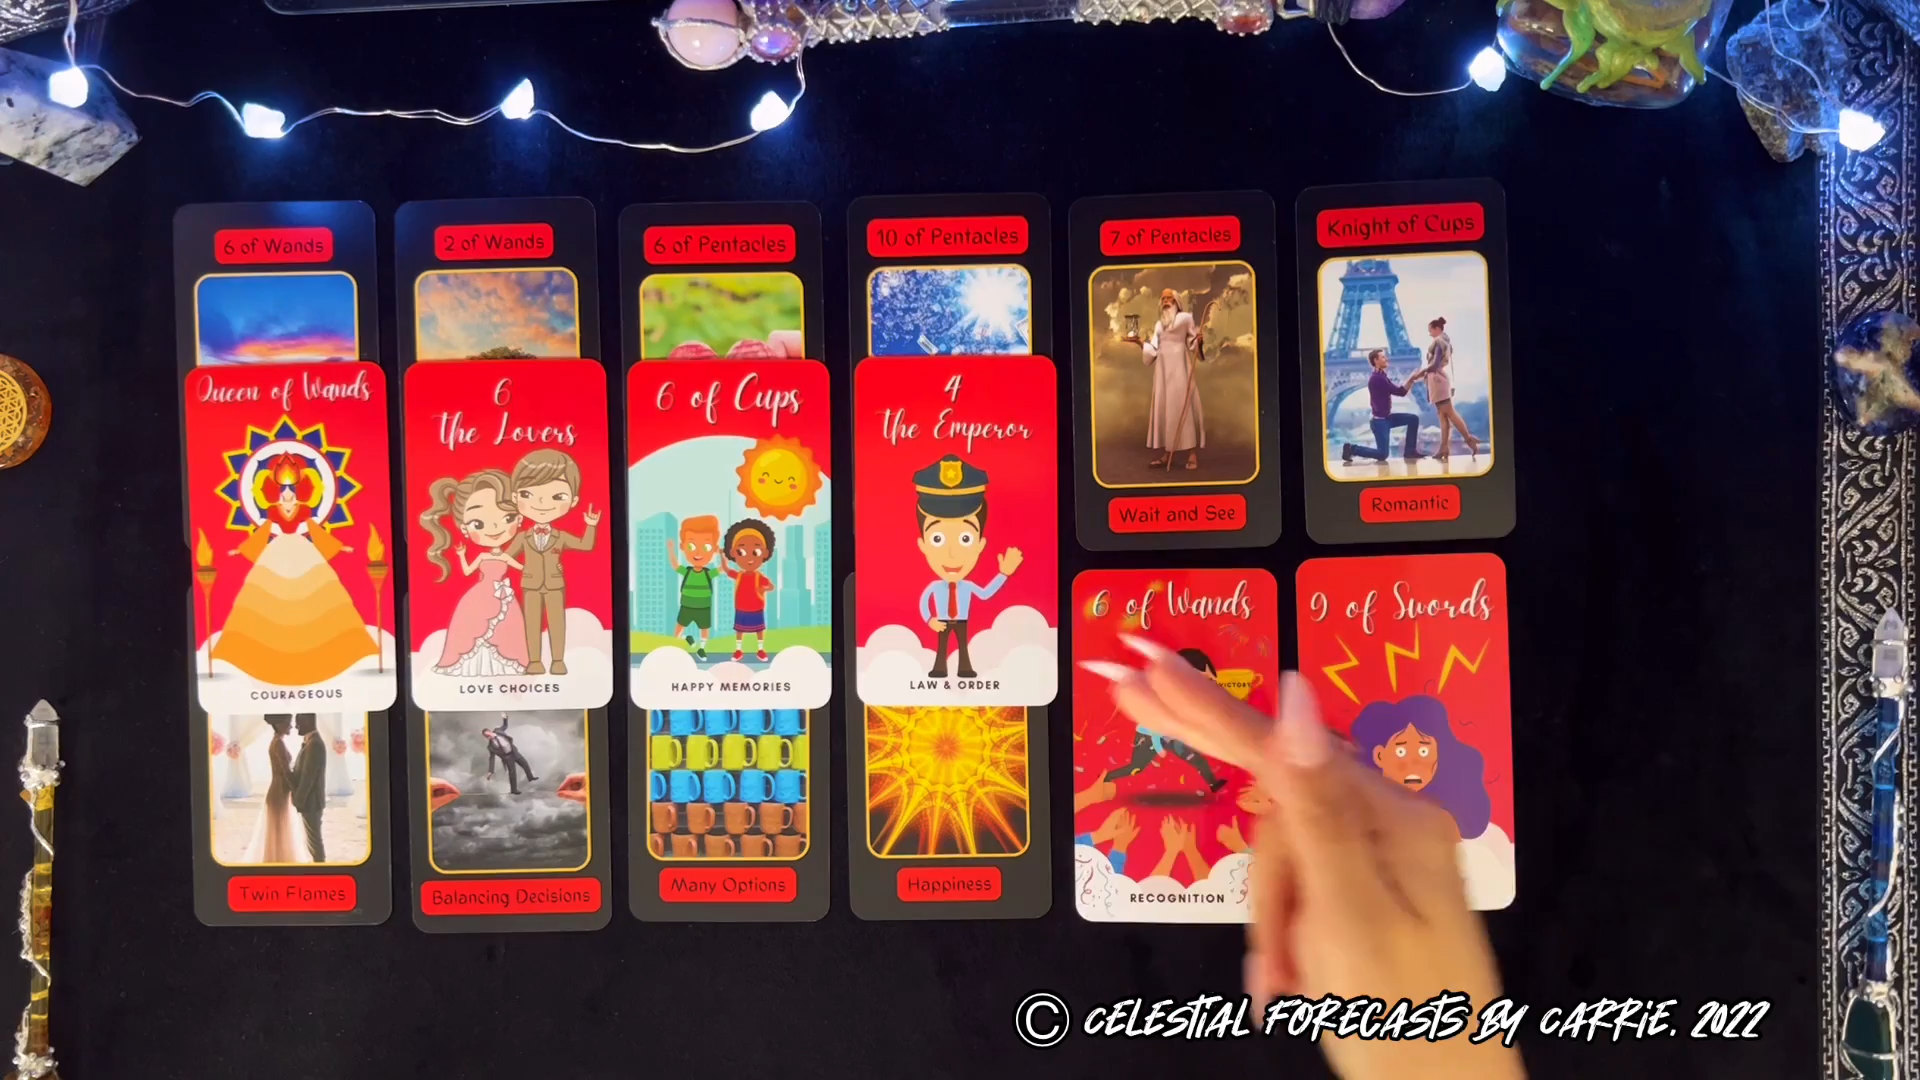 6 of Wands
2 of Wands
6 of Pentacles
10 of Pentacles
7 of Pentacles
Knight of Cups
Queen of Wands
6
the Lovers
6 of Cups
4
the Emperor
Wait and See
Romantic
6 of Wands
9 of Swords
VICTORY
COURAGEOUS
LOVE CHOICES
HAPPY MEMORIES
LAW & ORDER
Twin Flames
Balancing Decisions
Many Options
Happiness
RECOGNITION
© CELESTIAL FORECASTS BY CARRIE. 2022